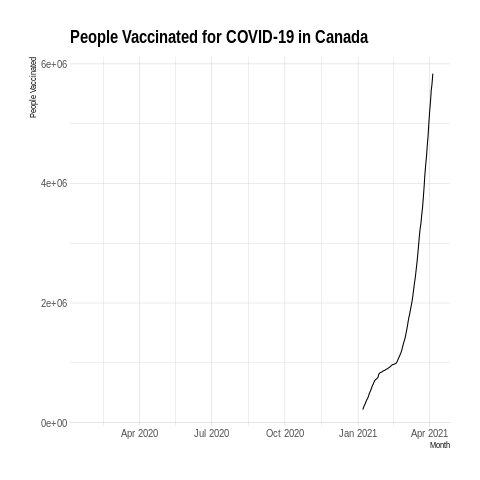 People Vaccinated for COVID-19 in Canada
People Vaccinated
6e+06
4e+06
2e+06
0e+00
Apr 2020 Jul 2020 Oct 2020 Jan 2021 Apr 2021
Month